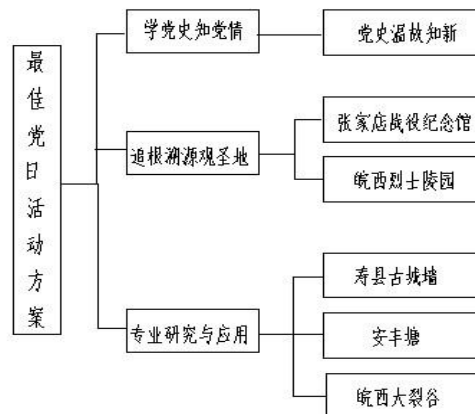 最佳党日活动方案
学党史知党情
党史温故知新
追根溯源观圣地
张家店战役纪念馆
皖西烈士陵园
专业研究与应用
寿县古城墙
安丰塘
皖西大裂谷